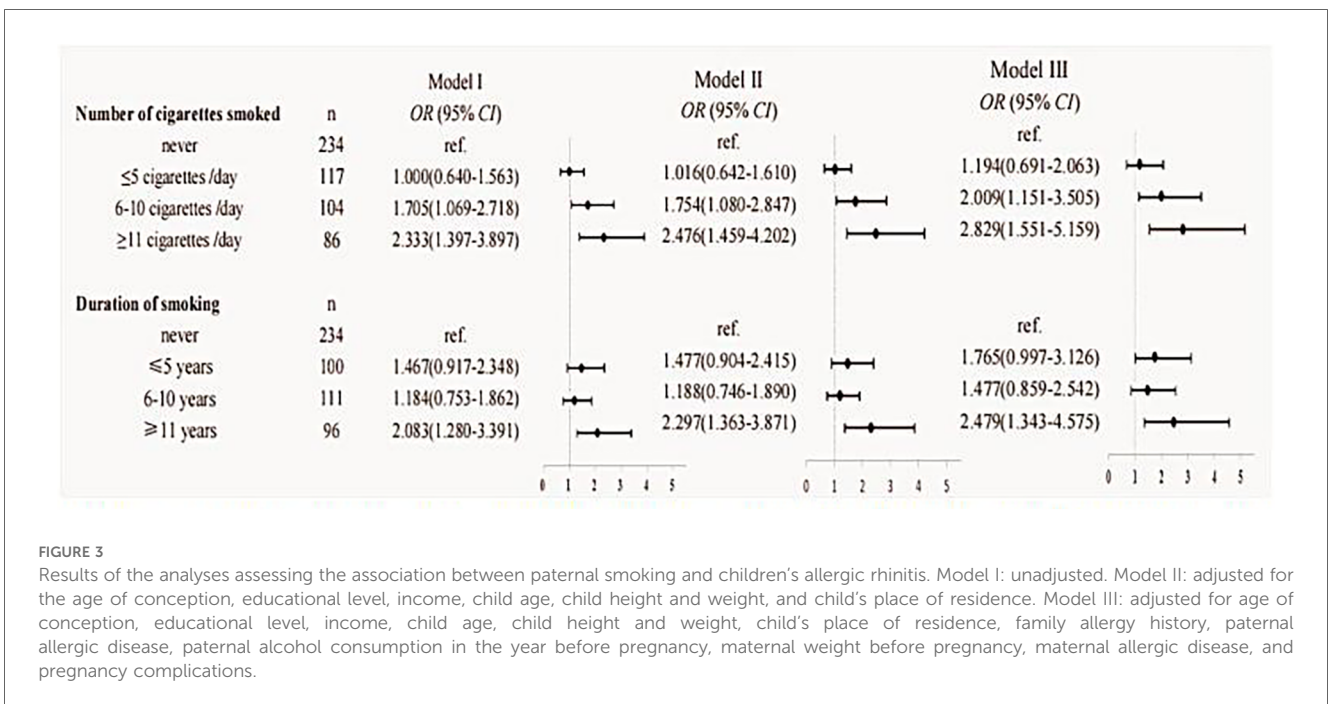 Model I Model II Model III
Number of cigarettes smoked n OR (95% CI) OR (95% CI) OR (95% CI)
never 234 ref. ref. ref.
≤5 cigarettes /day 117 1.000(0.640-1.563) 1.016(0.642-1.610) 1.194(0.691-2.063)
6-10 cigarettes /day 104 1.705(1.069-2.718) 1.754(1.080-2.847) 2.009(1.151-3.505)
≥11 cigarettes /day 86 2.333(1.397-3.897) 2.476(1.459-4.202) 2.829(1.551-5.159)
Duration of smoking n
never 234 ref. ref. ref.
≤5 years 100 1.467(0.917-2.348) 1.477(0.904-2.415) 1.765(0.997-3.126)
6-10 years 111 1.184(0.753-1.862) 1.188(0.746-1.890) 1.477(0.859-2.542)
≥11 years 96 2.083(1.280-3.391) 2.297(1.363-3.871) 2.479(1.343-4.575)
0 1 2 3 4 5 0 1 2 3 4 5 0 1 2 3 4 5
FIGURE 3
Results of the analyses assessing the association between paternal smoking and children's allergic rhinitis. Model I: unadjusted. Model II: adjusted for
the age of conception, educational level, income, child age, child height and weight, and child's place of residence. Model III: adjusted for age of
conception, educational level, income, child age, child height and weight, child's place of residence, family allergy history, paternal
allergic disease, paternal alcohol consumption in the year before pregnancy, maternal weight before pregnancy, maternal allergic disease, and
pregnancy complications.